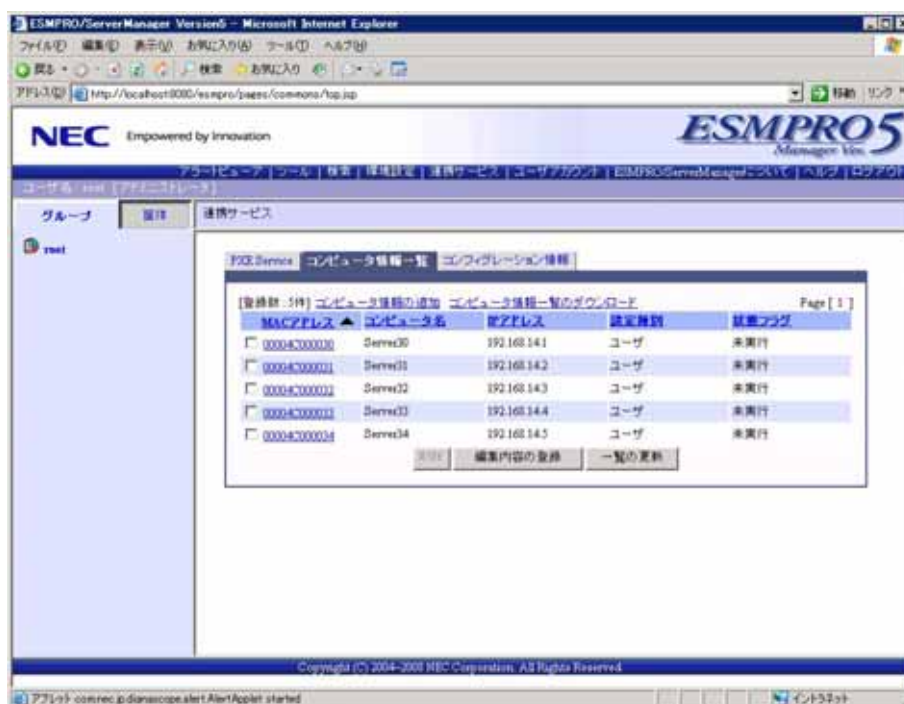 ESMPRO/ServerManager Version5 - Microsoft Internet Explorer
ファイル(F) 編集(E) 表示(V) お気に入り(A) ツール(T) ヘルプ(H)
戻る 検索 お気に入り
アドレス(D) http://localhost:8080/esmpro/pages/commons/top.jsp 移動 リンク
NEC Empowered by Innovation
ESMPRO5
Manager Ver.
アラートビューア | ツール | 検索 | 環境設定 | 連携サービス | ユーザアカウント | ESMPRO/ServerManagerについて | ヘルプ | ログアウト
ユーザ名 : root [アドミニストレータ]
グループ 筐体 連携サービス
root
PXE Service コンピュータ情報一覧 コンフィグレーション情報
[登録数 : 5件] コンピュータ情報の追加 コンピュータ情報一覧のダウンロード Page [ 1 ]
MACアドレス ▲ コンピュータ名 IPアドレス 設定種別 状態フラグ
000047000030 Server30 192.168.14.1 ユーザ 未実行
000047000031 Server31 192.168.14.2 ユーザ 未実行
000047000032 Server32 192.168.14.3 ユーザ 未実行
000047000033 Server33 192.168.14.4 ユーザ 未実行
000047000034 Server34 192.168.14.5 ユーザ 未実行
削除 編集内容の登録 一覧の更新
Copyright (C) 2004-2008 NEC Corporation. All Rights Reserved.
アプレット com.nec.jp.dianascope.alert.AlertApplet started イントラネット